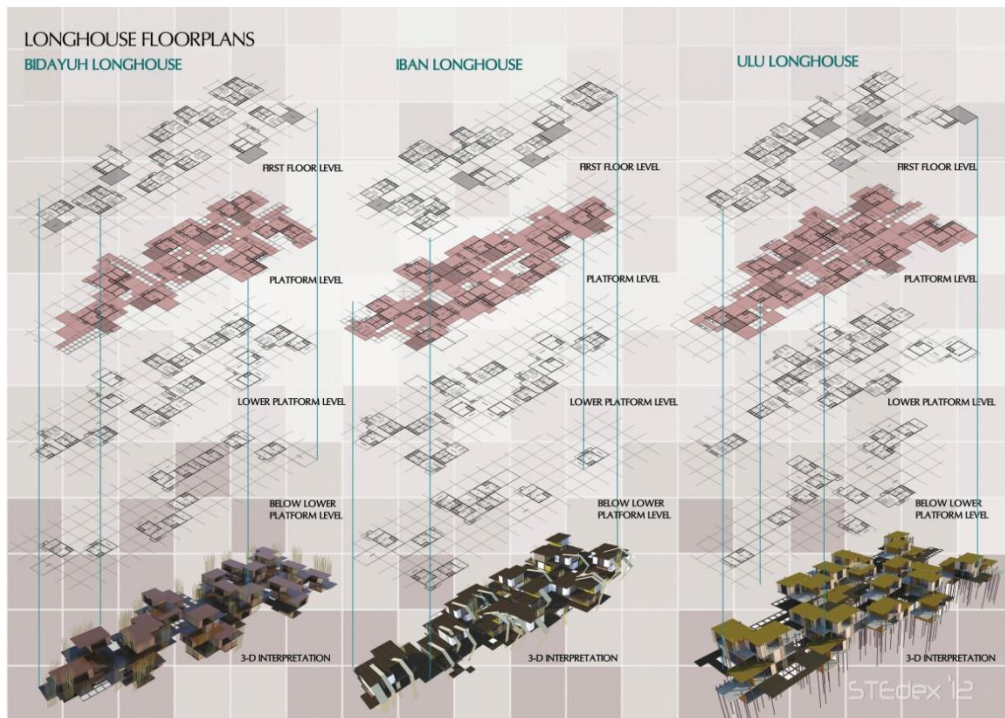 LONGHOUSE FLOORPLANS
BIDAYUH LONGHOUSE
IBAN LONGHOUSE
ULU LONGHOUSE
FIRST FLOOR LEVEL
FIRST FLOOR LEVEL
FIRST FLOOR LEVEL
PLATFORM LEVEL
PLATFORM LEVEL
PLATFORM LEVEL
LOWER PLATFORM LEVEL
LOWER PLATFORM LEVEL
LOWER PLATFORM LEVEL
BELOW LOWER
PLATFORM LEVEL
BELOW LOWER
PLATFORM LEVEL
BELOW LOWER
PLATFORM LEVEL
3-D INTERPRETATION
3-D INTERPRETATION
3-D INTERPRETATION
STEdex '12